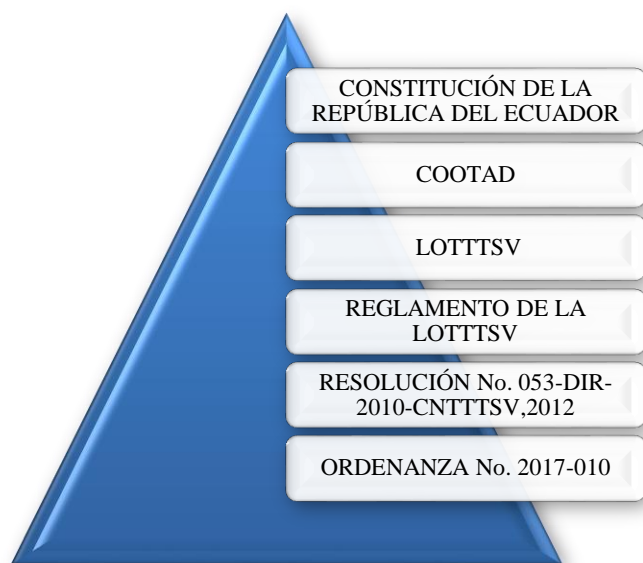 CONSTITUCIÓN DE LA
REPÚBLICA DEL ECUADOR
COOTAD
LOTTTSV
REGLAMENTO DE LA
LOTTTSV
RESOLUCIÓN No. 053-DIR-
2010-CNTTTSV,2012
ORDENANZA No. 2017-010